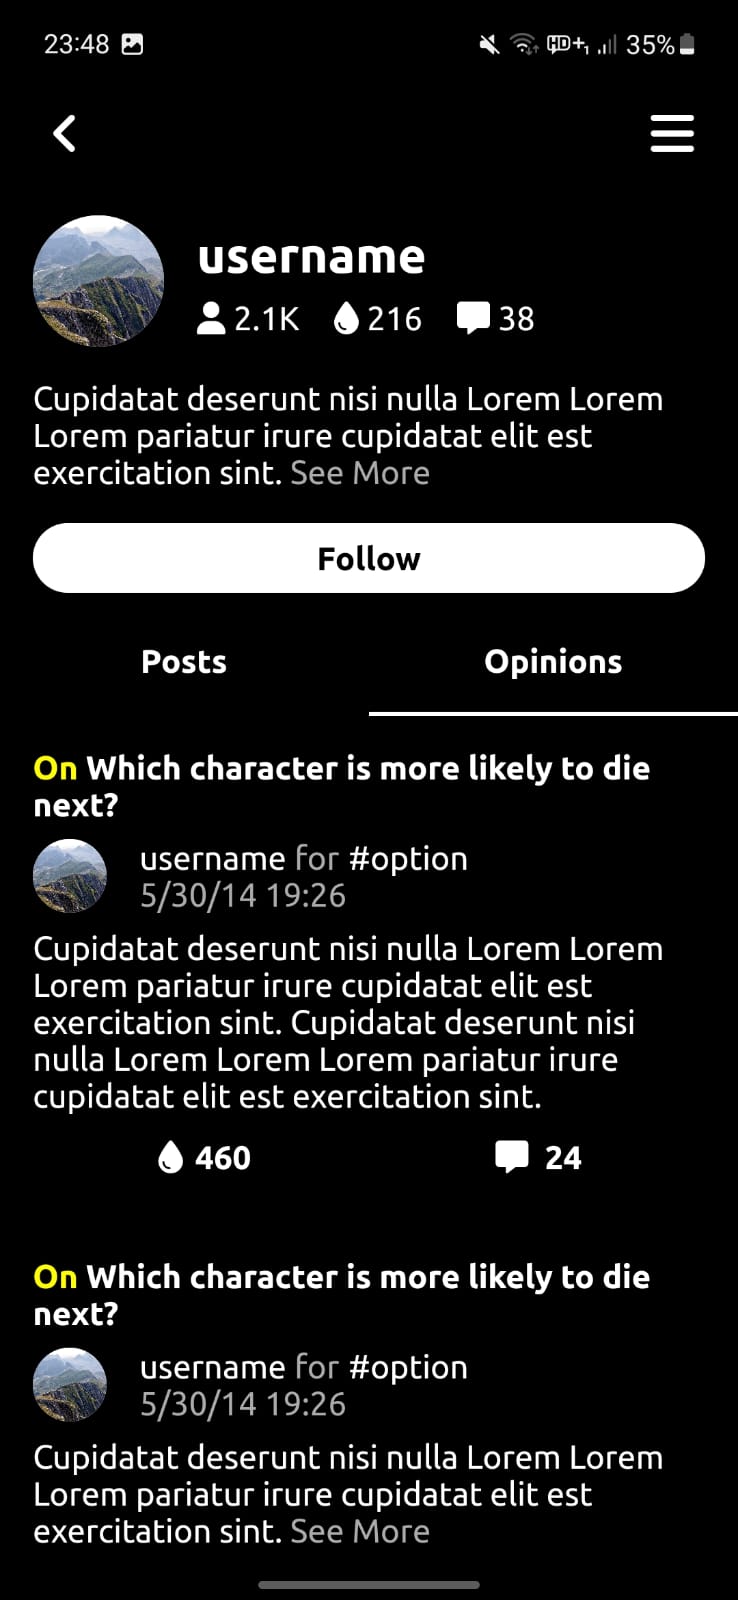 23:48 35%
username
2.1K 216 38
Cupidatat deserunt nisi nulla Lorem Lorem
Lorem pariatur irure cupidatat elit est
exercitation sint. See More
Follow
Posts Opinions
On Which character is more likely to die
next?
username for #option
5/30/14 19:26
Cupidatat deserunt nisi nulla Lorem Lorem
Lorem pariatur irure cupidatat elit est
exercitation sint. Cupidatat deserunt nisi
nulla Lorem Lorem Lorem pariatur irure
cupidatat elit est exercitation sint.
460 24
On Which character is more likely to die
next?
username for #option
5/30/14 19:26
Cupidatat deserunt nisi nulla Lorem Lorem
Lorem pariatur irure cupidatat elit est
exercitation sint. See More